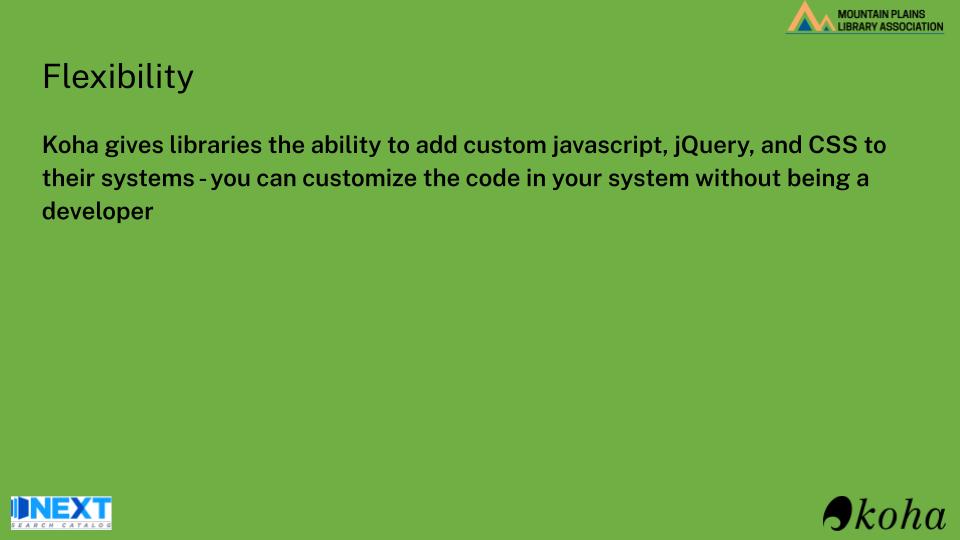 MOUNTAIN PLAINS
LIBRARY ASSOCIATION
Flexibility
Koha gives libraries the ability to add custom javascript, jQuery, and CSS to
their systems - you can customize the code in your system without being a
developer
NEXT
SEARCH CATALOG
koha